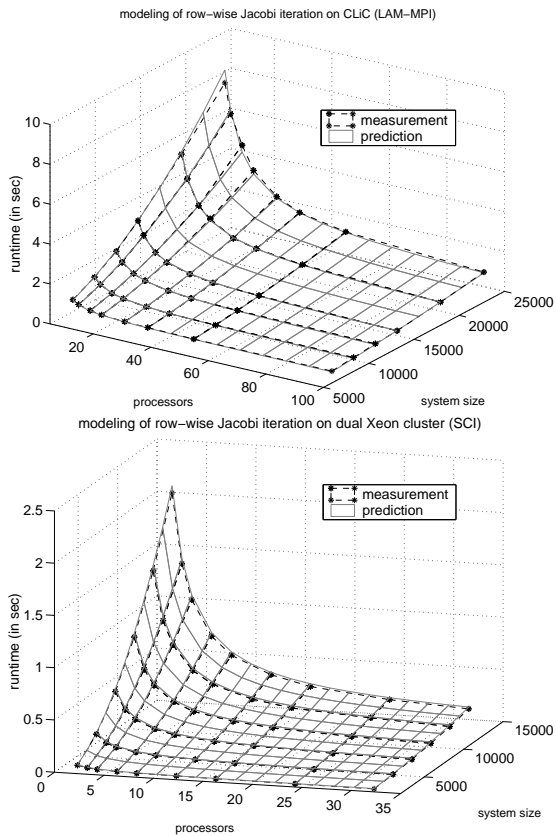 modeling of row−wise Jacobi iteration on CLiC (LAM−MPI)
measurement
prediction
10
8
6
4
2
0
runtime (in sec)
20
40
60
80
100
processors
5000
10000
15000
20000
25000
system size
modeling of row−wise Jacobi iteration on dual Xeon cluster (SCI)
measurement
prediction
2.5
2
1.5
1
0.5
0
runtime (in sec)
0
5
10
15
20
25
30
35
processors
5000
10000
15000
system size